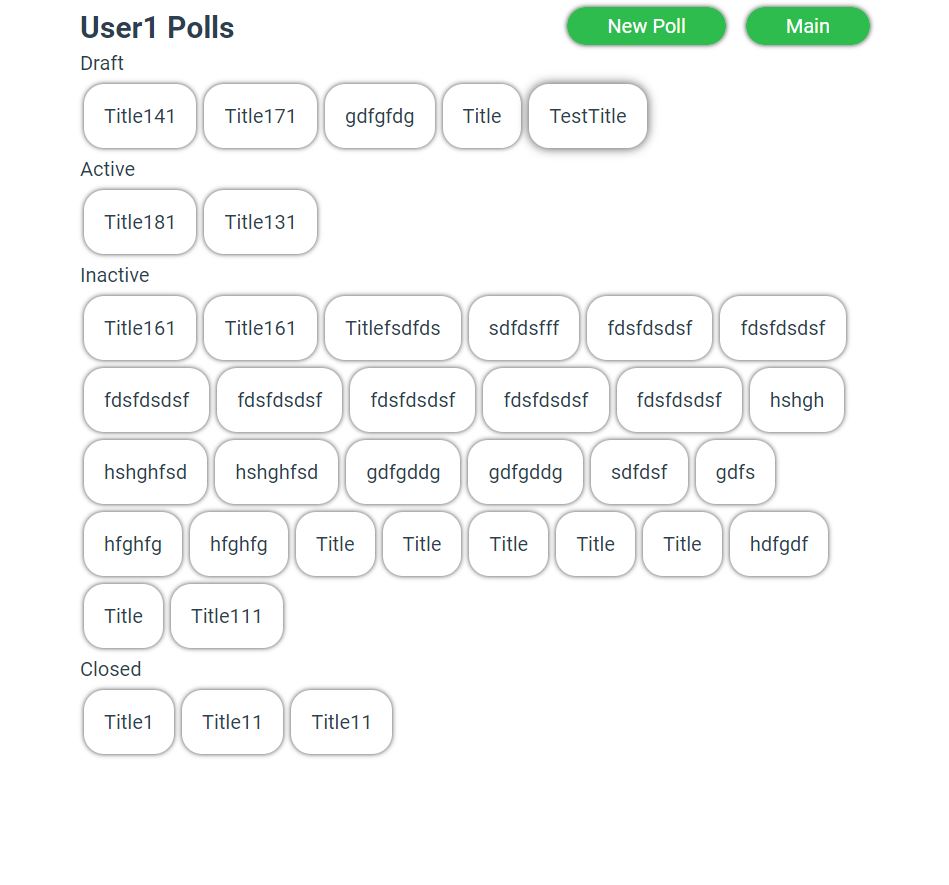 User1 Polls New Poll Main
Draft
Title141 Title171 gdfgfdg Title TestTitle
Active
Title181 Title131
Inactive
Title161 Title161 Titlefsdfds sdfdsfff fdsfdsdsf fdsfdsdsf
fdsfdsdsf fdsfdsdsf fdsfdsdsf fdsfdsdsf fdsfdsdsf hshgh
hshghfsd hshghfsd gdfgddg gdfgddg sdfdsf gdfs
hfghfg hfghfg Title Title Title Title Title hdfgdf
Title Title111
Closed
Title1 Title11 Title11